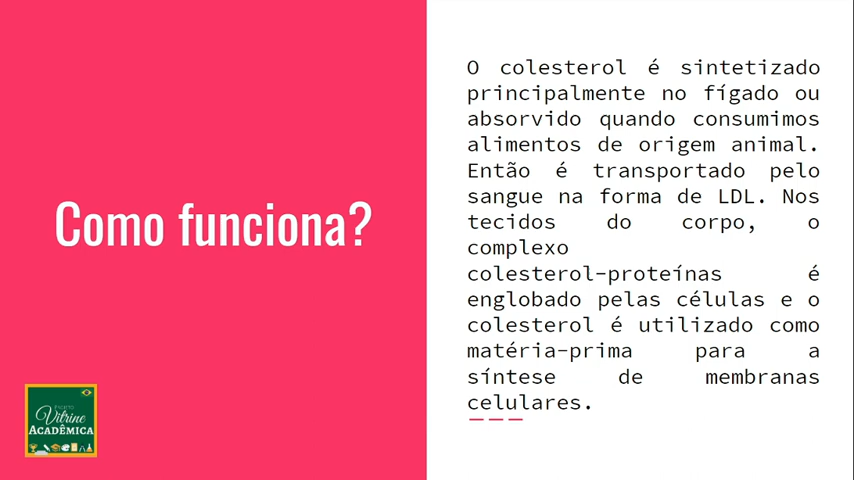 Como funciona?
O colesterol é sintetizado
principalmente no fígado ou
absorvido quando consumimos
alimentos de origem animal.
Então é transportado pelo
sangue na forma de LDL. Nos
tecidos do corpo, o
complexo
colesterol-proteínas é
englobado pelas células e o
colesterol é utilizado como
matéria-prima para a
síntese de membranas
celulares.
Vitrine
ACADÊMICA